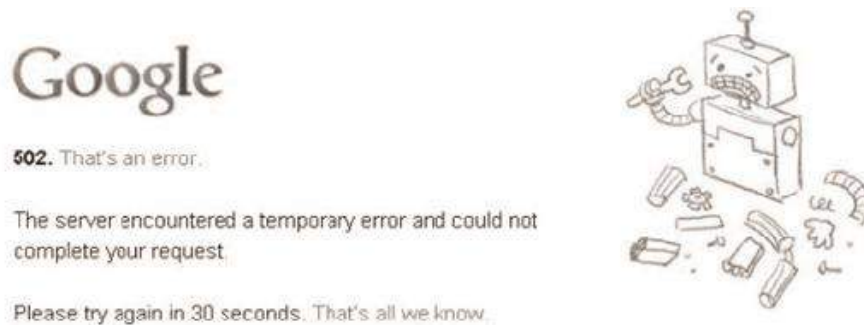 Google
502. That's an error.
The server encountered a temporary error and could not
complete your request
Please try again in 30 seconds. That's all we know.